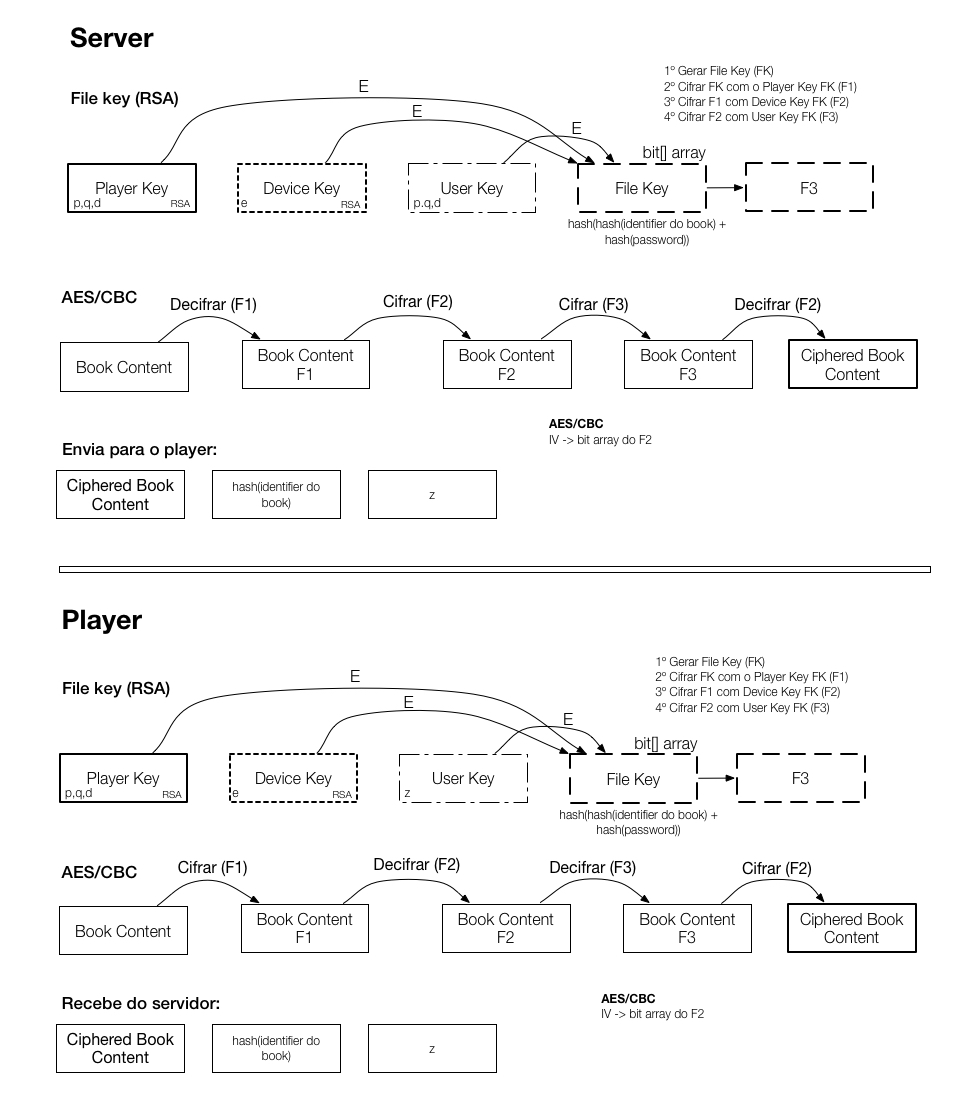 Server
File key (RSA)
E
E
E
1º Gerar File Key (FK)
2º Cifrar FK com o Player Key FK (F1)
3º Cifrar F1 com Device Key FK (F2)
4º Cifrar F2 com User Key FK (F3)
bit[] array
Player Key
p,q,d
RSA
Device Key
e
RSA
User Key
p.q,d
File Key
F3
hash(hash(identifier do book) +
hash(password))
AES/CBC
Decifrar (F1)
Cifrar (F2)
Cifrar (F3)
Decifrar (F2)
Book Content
Book Content
F1
Book Content
F2
Book Content
F3
Ciphered Book
Content
AES/CBC
IV -> bit array do F2
Envia para o player:
Ciphered Book
Content
hash(identifier do
book)
z
Player
File key (RSA)
E
E
E
1º Gerar File Key (FK)
2º Cifrar FK com o Player Key FK (F1)
3º Cifrar F1 com Device Key FK (F2)
4º Cifrar F2 com User Key FK (F3)
bit[] array
Player Key
p,q,d
RSA
Device Key
e
RSA
User Key
z
File Key
F3
hash(hash(identifier do book) +
hash(password))
AES/CBC
Cifrar (F1)
Decifrar (F2)
Decifrar (F3)
Cifrar (F2)
Book Content
Book Content
F1
Book Content
F2
Book Content
F3
Ciphered Book
Content
Recebe do servidor:
AES/CBC
IV -> bit array do F2
Ciphered Book
Content
hash(identifier do
book)
z